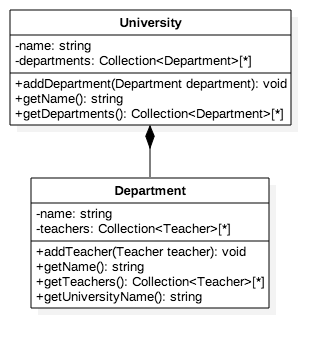 University
-name: string
-departments: Collection<Department>[*]
+addDepartment(Department department): void
+getName(): string
+getDepartments(): Collection<Department>[*]
Department
-name: string
-teachers: Collection<Teacher>[*]
+addTeacher(Teacher teacher): void
+getName(): string
+getTeachers(): Collection<Teacher>[*]
+getUniversityName(): string